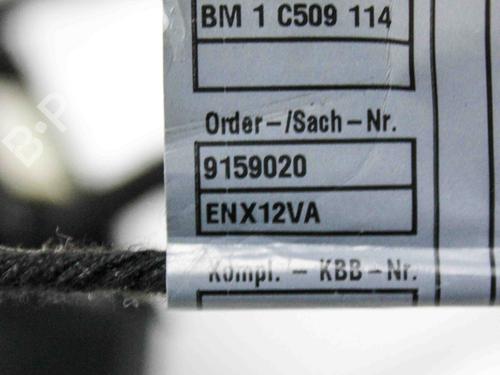 BM 1 C509 114
Order-/Sach-Nr.
9159020
ENX12VA
Kompl. - KBB-Nr.
B.P